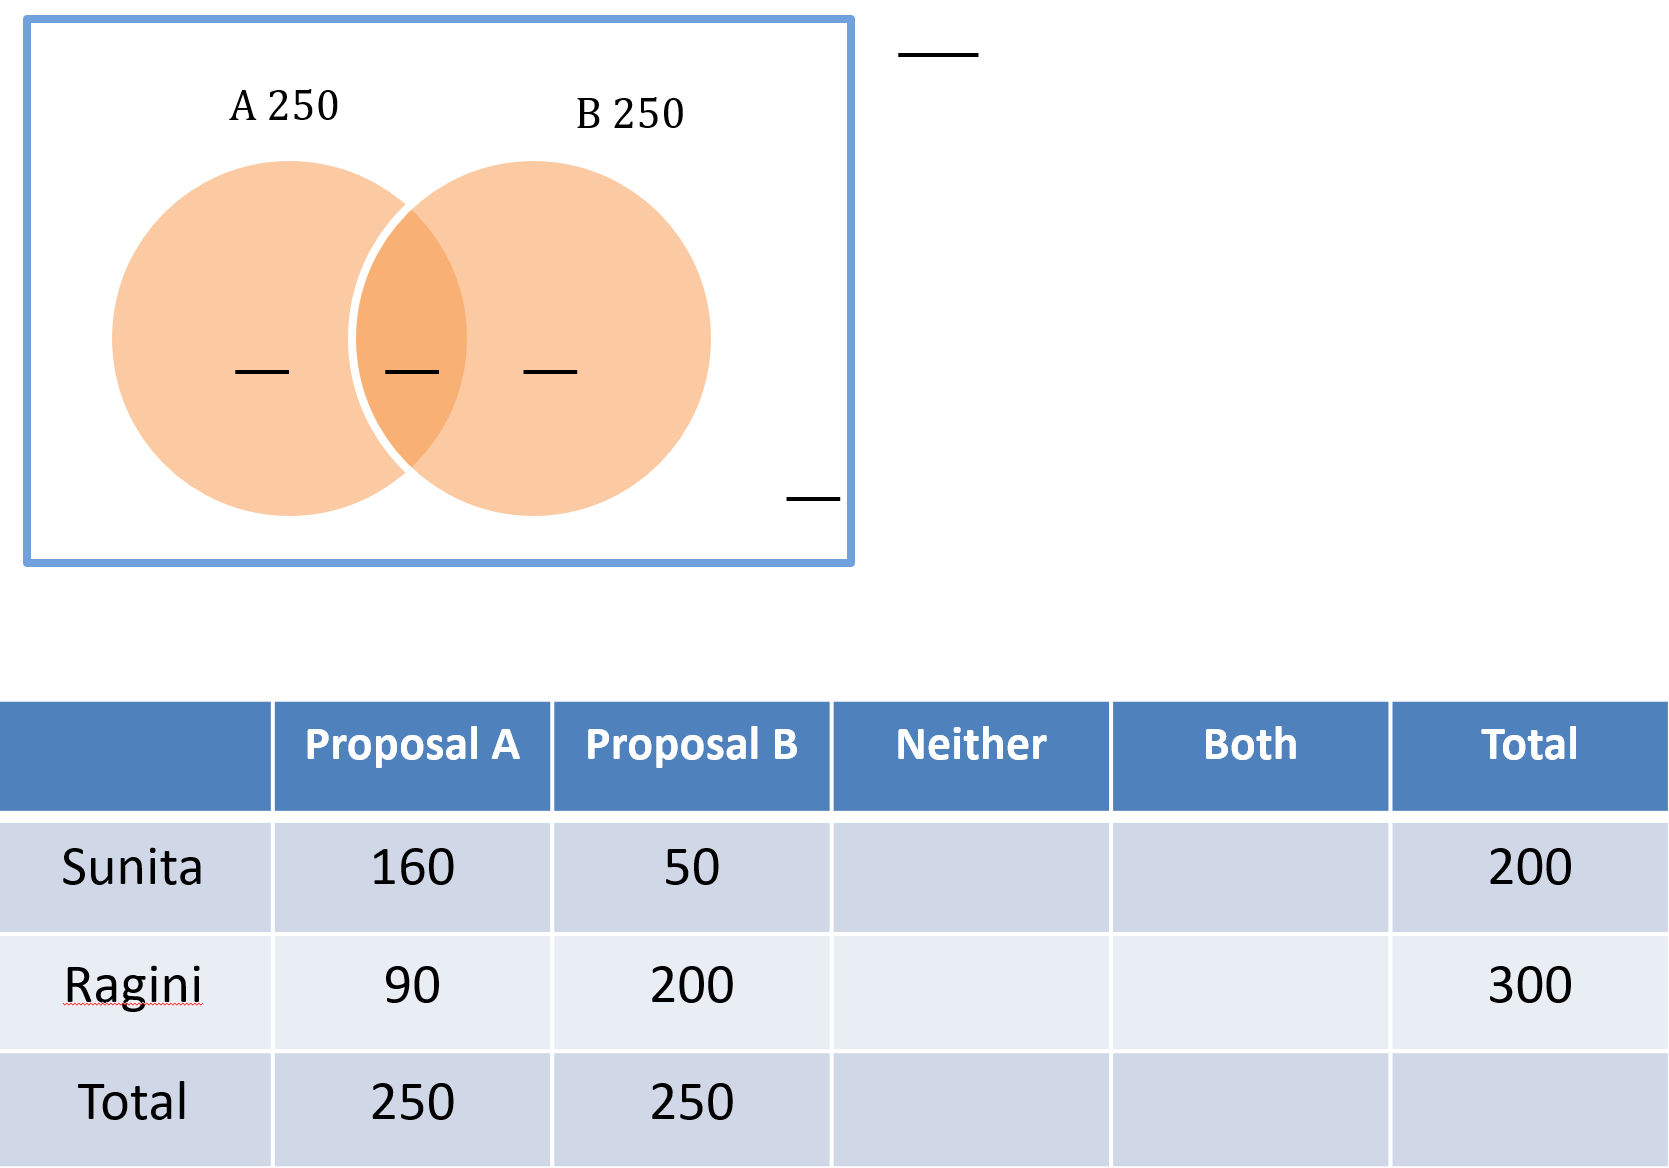 A 250
B 250
Proposal A Proposal B Neither Both Total
Sunita 160 50 200
Ragini 90 200 300
Total 250 250